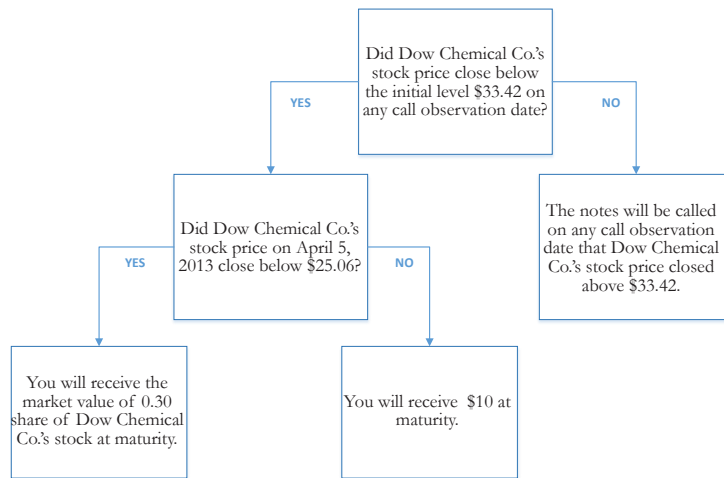 Did Dow Chemical Co.'s
stock price close below
the initial level $33.42 on
any call observation date?
YES
NO
Did Dow Chemical Co.'s
stock price on April 5,
2013 close below $25.06?
The notes will be called
on any call observation
date that Dow Chemical
Co.'s stock price closed
above $33.42.
YES
NO
You will receive the
market value of 0.30
share of Dow Chemical
Co.'s stock at maturity.
You will receive $10 at
maturity.